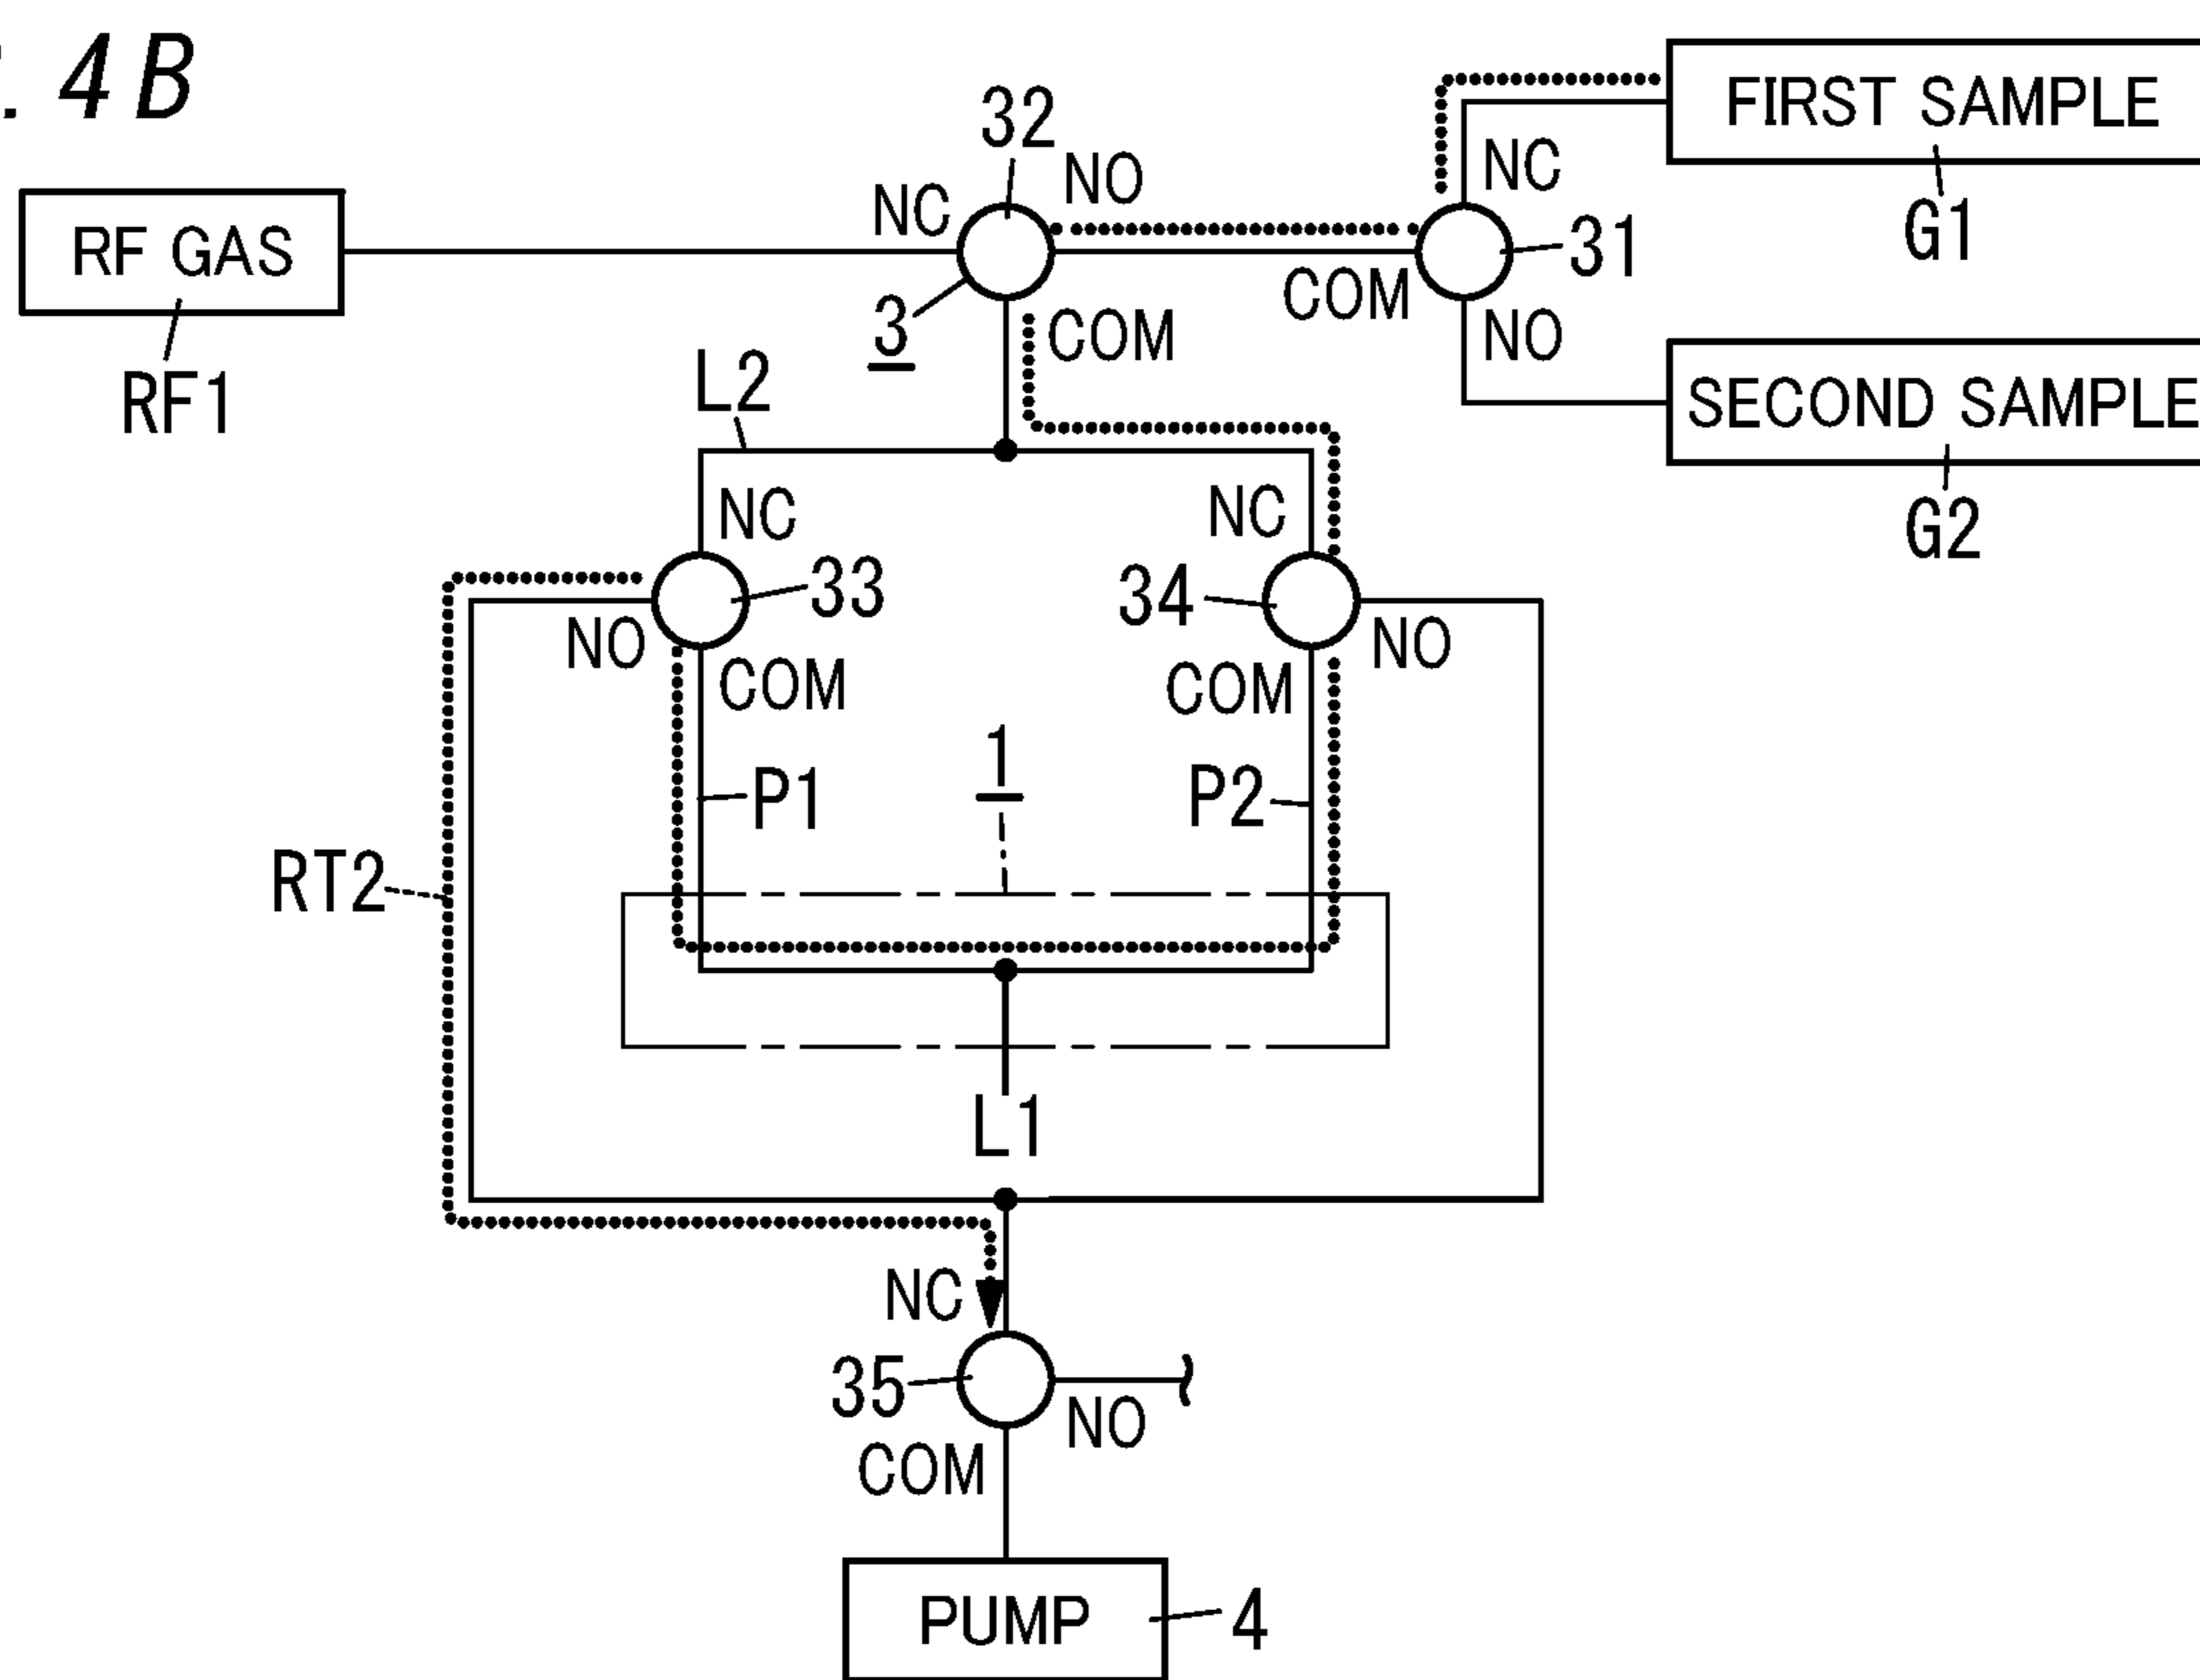 . 4B
32
NO
NC
RF GAS
RF1
3
COM
COM
31
NC
NO
FIRST SAMPLE
G1
SECOND SAMPLE
G2
L2
NC
NC
33
34
NO
COM
COM
NO
P1
1
P2
RT2
L1
NC
35
NO
COM
PUMP
4